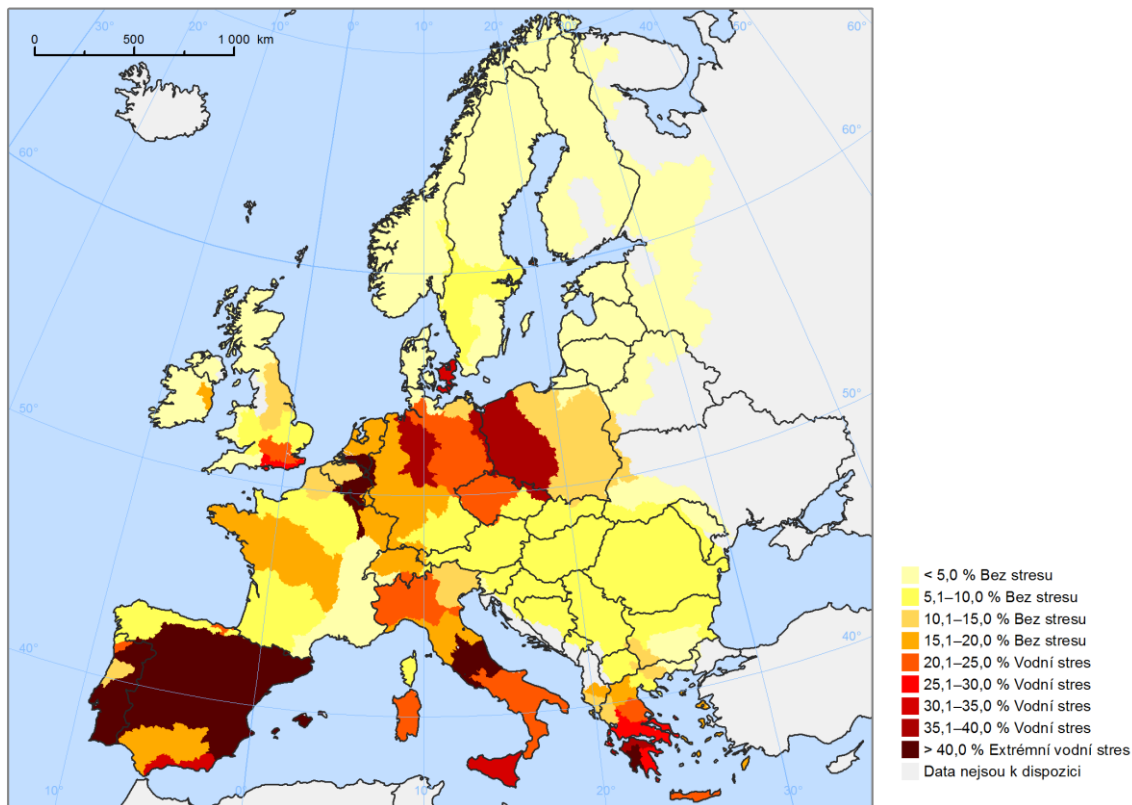 30° 20° 10° 0° 10° 20° 30° 40° 50° 60°
0 500 1 000 km
60°
60°
50°
50°
40°
40°
10° 0° 10° 20° 30°
< 5,0 % Bez stresu
5,1–10,0 % Bez stresu
10,1–15,0 % Bez stresu
15,1–20,0 % Bez stresu
20,1–25,0 % Vodní stres
25,1–30,0 % Vodní stres
30,1–35,0 % Vodní stres
35,1–40,0 % Vodní stres
> 40,0 % Extrémní vodní stres
Data nejsou k dispozici